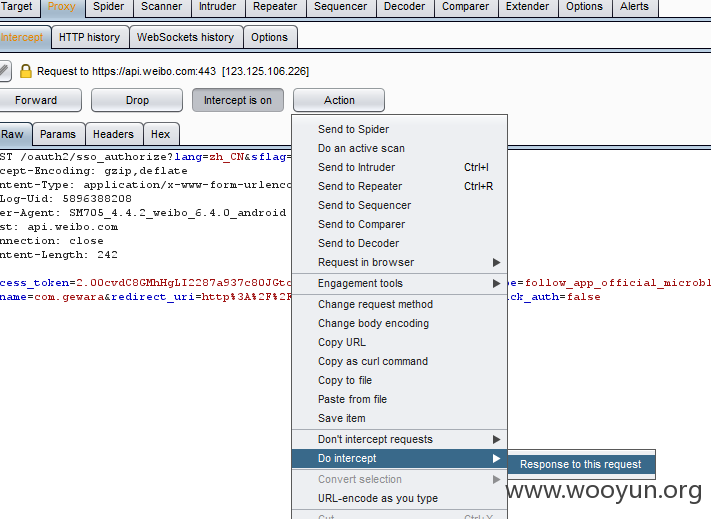 Target Proxy Spider Scanner Intruder Repeater Sequencer Decoder Comparer Extender Options Alerts
Intercept HTTP history WebSockets history Options
Request to https://api.weibo.com:443 [123.125.106.226]
Forward Drop Intercept is on Action
Raw Params Headers Hex
ST /oauth2/sso_authorize?lang=zh_CN&sflag=
cept-Encoding: gzip,deflate
ntent-Type: application/x-www-form-urlenco
Log-Uid: 5896388208
er-Agent: SM705_4.4.2_weibo_6.4.0_android
st: api.weibo.com
nnection: close
ntent-Length: 242
pe=follow_app_official_microbl
name=com.gewara&redirect_uri=http%3A%2F%2F
ck_auth=false
Send to Spider
Do an active scan
Send to Intruder Ctrl+I
Send to Repeater Ctrl+R
Send to Sequencer
Send to Comparer
Send to Decoder
Request in browser
Engagement tools
Change request method
Change body encoding
Copy URL
Copy as curl command
Copy to file
Paste from file
Save item
Don't intercept requests
Do intercept
Response to this request
Convert selection
URL-encode as you type
Cut Ctrl+X
www.wooyun.org